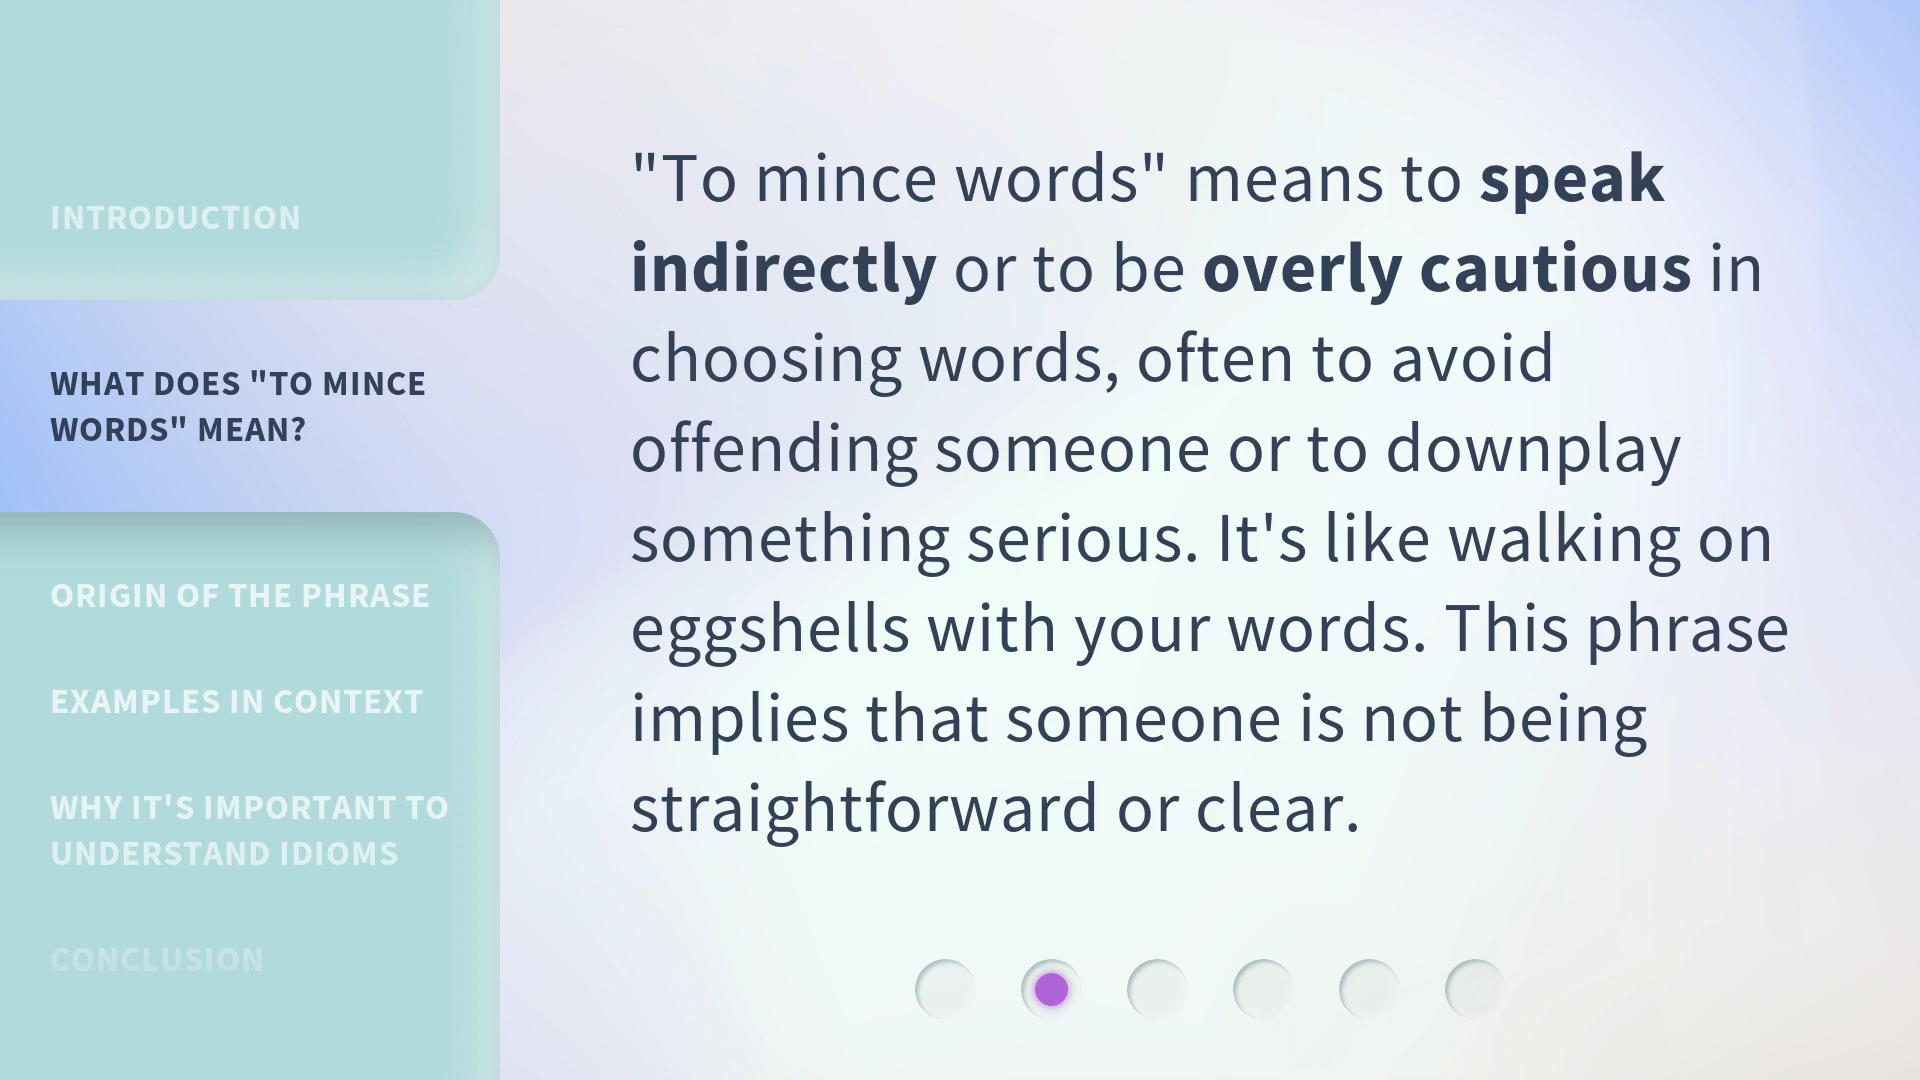 INTRODUCTION
WHAT DOES "TO MINCE
WORDS" MEAN?
ORIGIN OF THE PHRASE
EXAMPLES IN CONTEXT
WHY IT'S IMPORTANT TO
UNDERSTAND IDIOMS
CONCLUSION
"To mince words" means to speak
indirectly or to be overly cautious in
choosing words, often to avoid
offending someone or to downplay
something serious. It's like walking on
eggshells with your words. This phrase
implies that someone is not being
straightforward or clear.